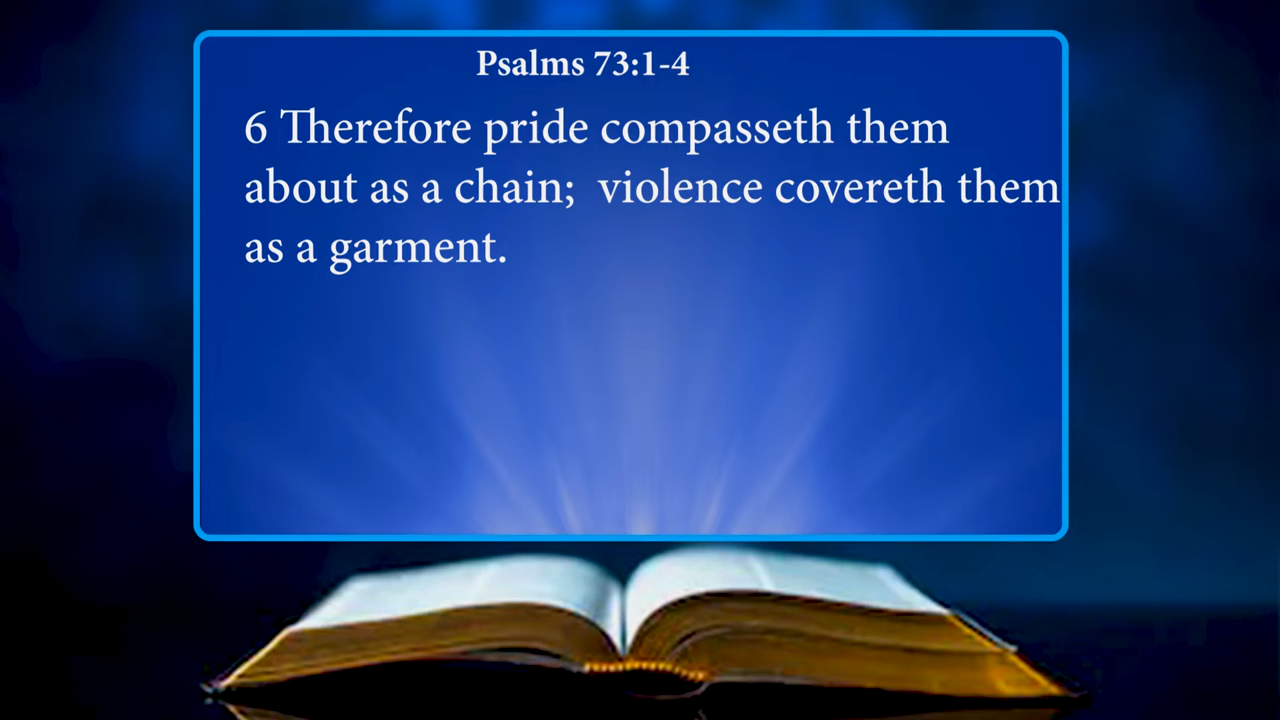 Psalms 73:1-4
6 Therefore pride compasseth them
about as a chain;  violence covereth them
as a garment.